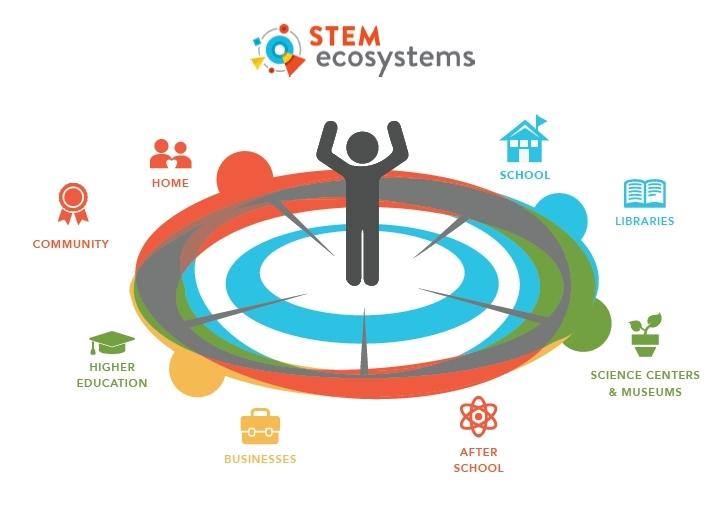 STEM
ecosystems
HOME
SCHOOL
COMMUNITY
LIBRARIES
HIGHER
EDUCATION
SCIENCE CENTERS
& MUSEUMS
BUSINESSES
AFTER
SCHOOL